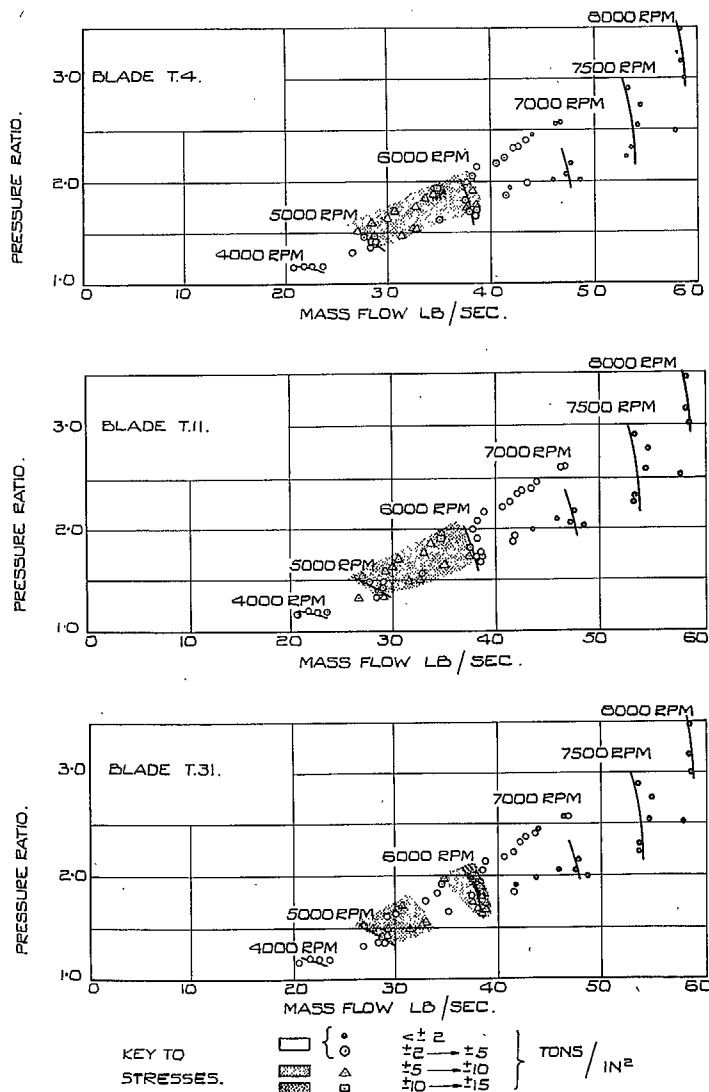 8000 RPM
3.0 BLADE T.4. 7500 RPM
7000 RPM
6000 RPM
2.0
5000 RPM
4000 RPM
1.0
0 10 20 30 40 50 60
PRESSURE RATIO.
MASS FLOW LB/SEC.
8000 RPM
7500 RPM
3.0 BLADE T.11.
7000 RPM
6000 RPM
2.0
5000 RPM
4000 RPM
1.0
0 10 20 30 40 50 60
PRESSURE RATIO.
MASS FLOW LB/SEC.
8000 RPM
7500 RPM
3.0 BLADE T.31.
7000 RPM
6000 RPM
2.0
5000 RPM
4000 RPM
1.0
0 10 20 30 40 50 60
PRESSURE RATIO.
MASS FLOW LB/SEC.
KEY TO
STRESSES.
< ± 2
±2 → ±5
±5 → ±10
±10 → ±15
TONS / IN²